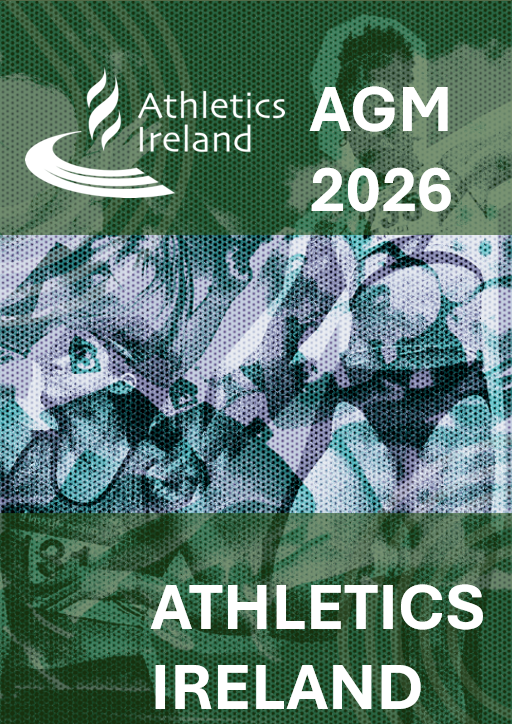 Athletics
Ireland
AGM
2026
ATHLETICS
IRELAND